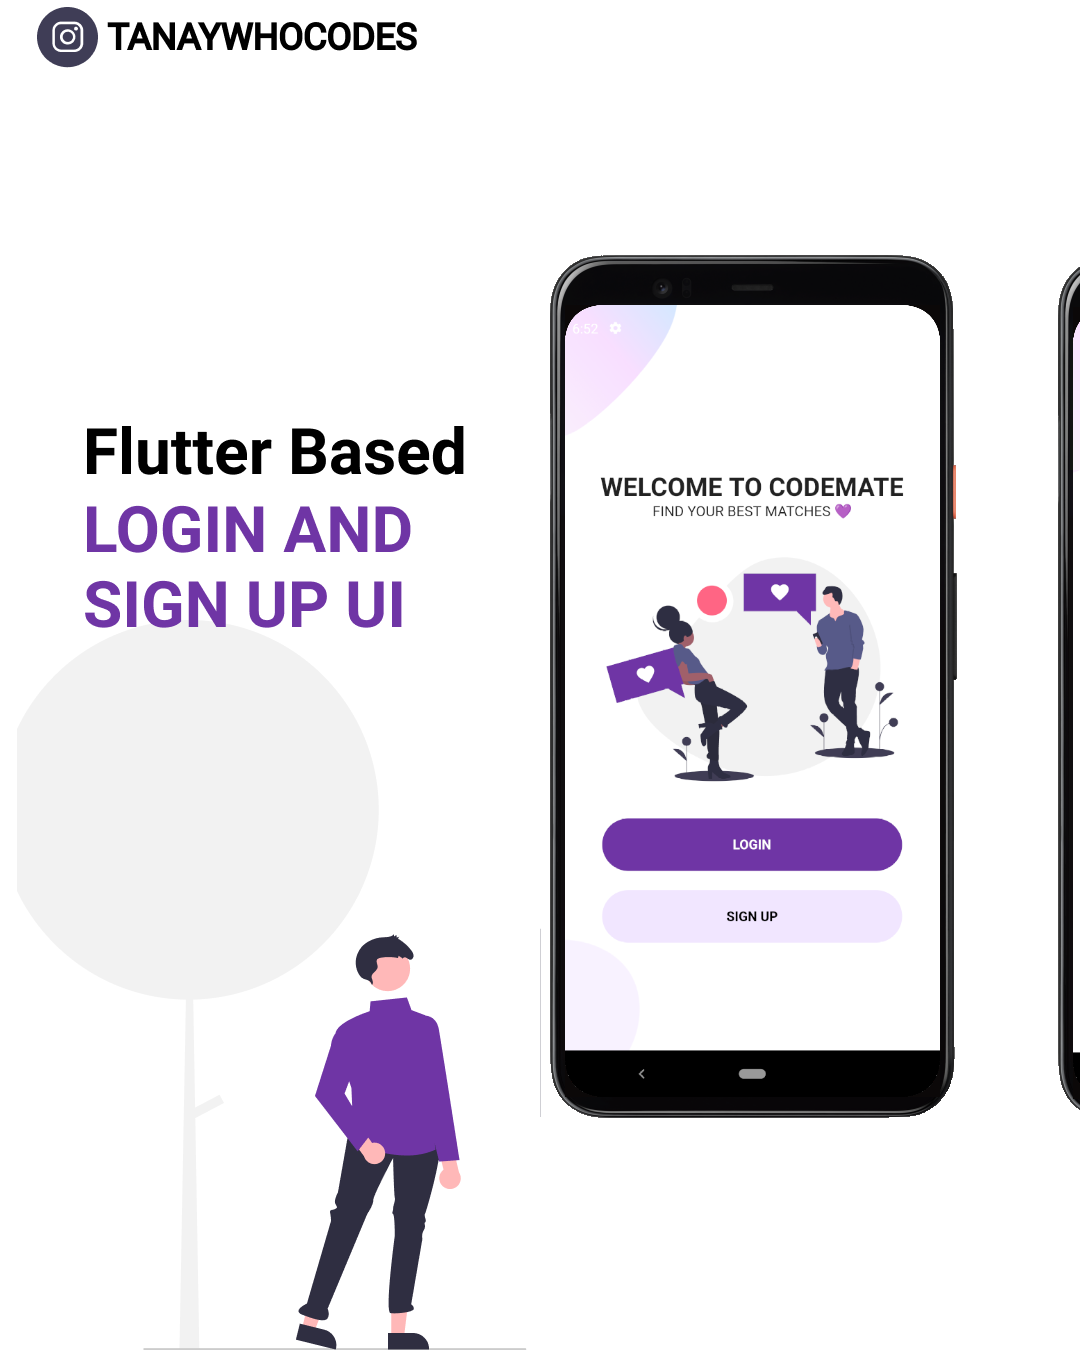 TANAYWHOCODES
Flutter Based
LOGIN AND
SIGN UP UI
6:52
WELCOME TO CODEMATE
FIND YOUR BEST MATCHES 💜
LOGIN
SIGN UP